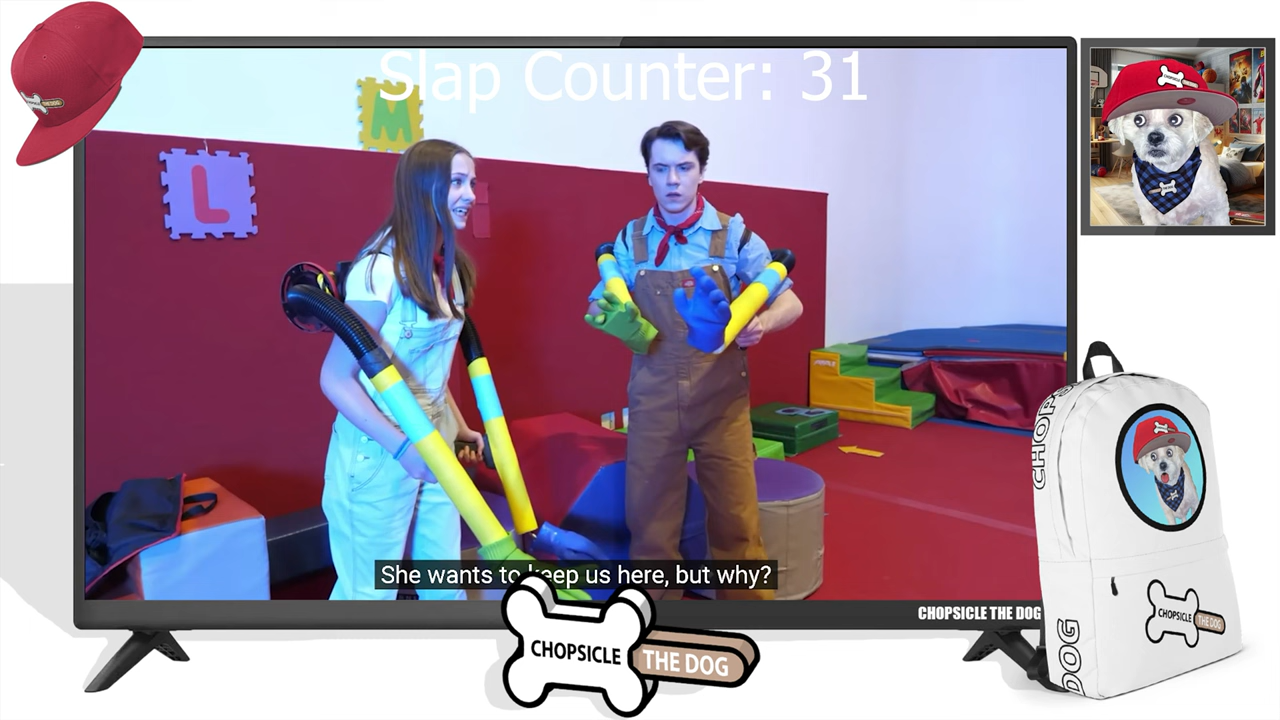 Slap Counter: 31
M
L
She wants to keep us here, but why?
CHOPSICLE THE DOG
CHOPSICLE
THE DOG
CHOPS
DOG
CHOPSICLE
THE DOG